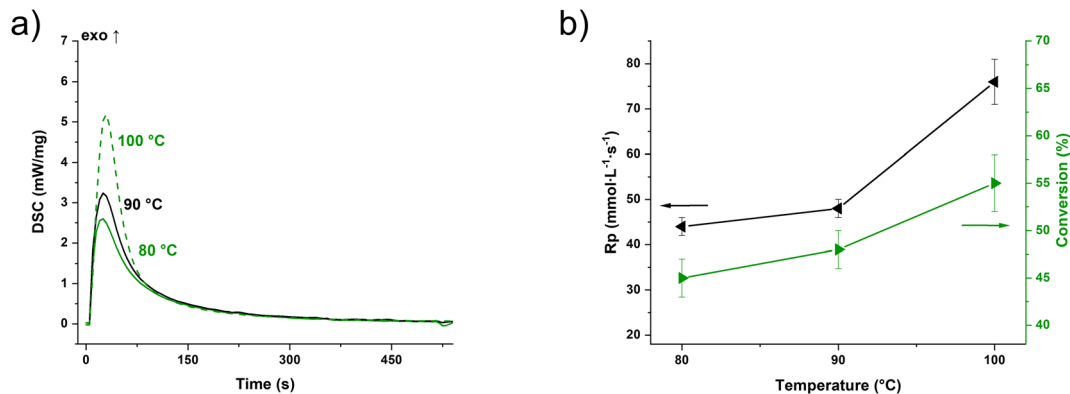 a)
exo ↑
7
6
5
4
3
2
1
0
DSC (mW/mg)
100 °C
90 °C
80 °C
0 150 300 450
Time (s)
b)
80
70
60
50
40
30
20
Rp (mmol·L⁻¹·s⁻¹)
70
65
60
55
50
45
40
Conversion (%)
80 90 100
Temperature (°C)